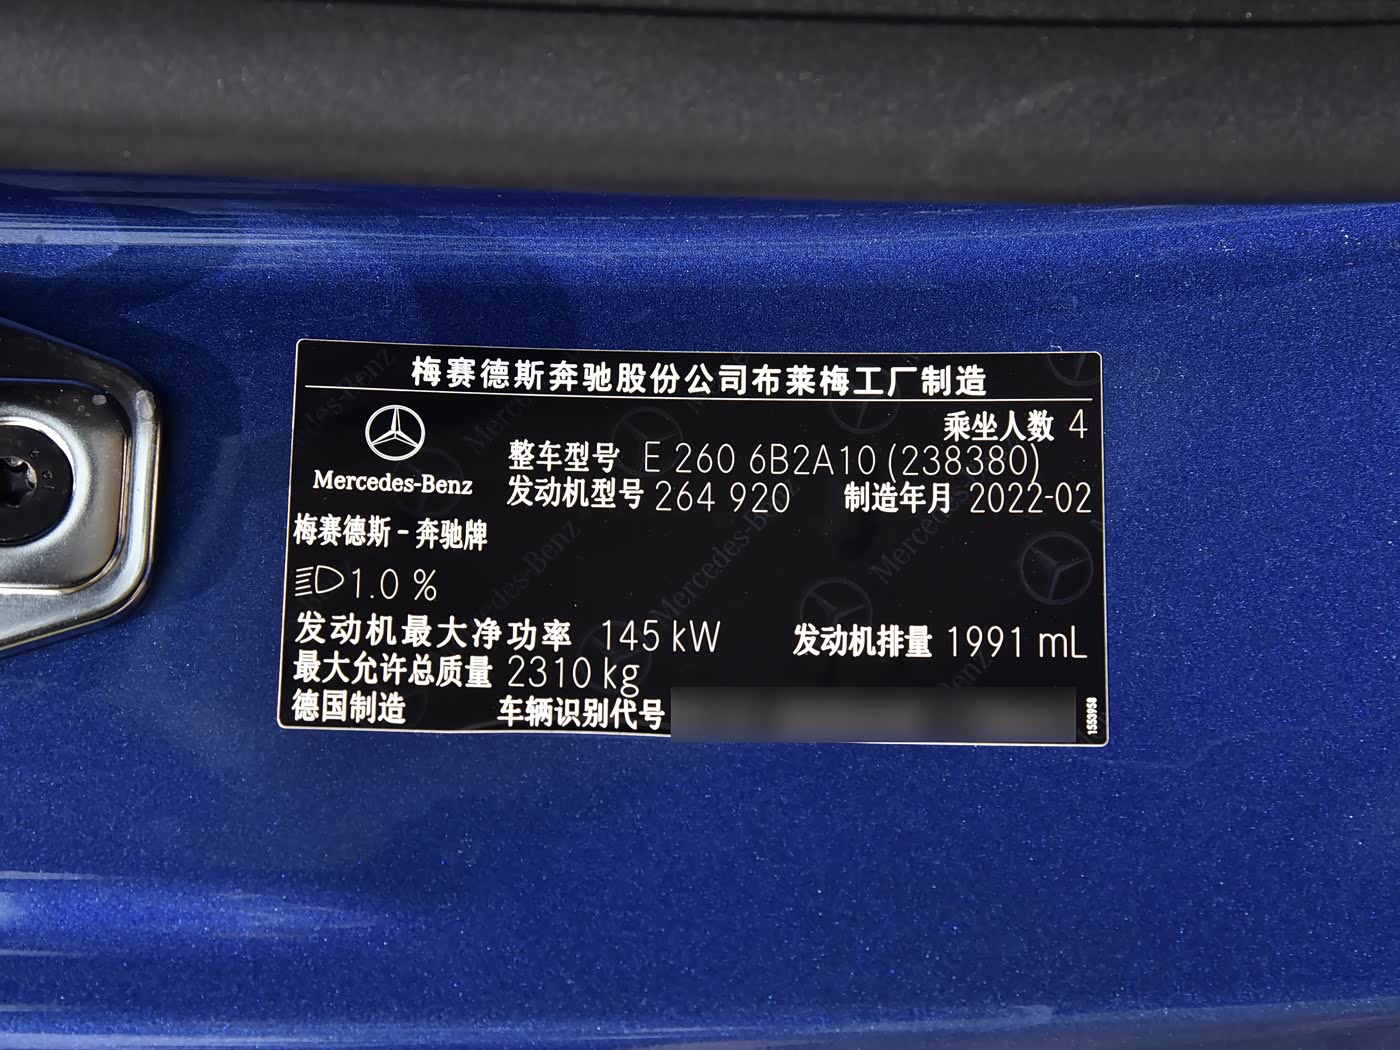 梅赛德斯奔驰股份公司布莱梅工厂制造
乘坐人数 4
Mercedes-Benz
整车型号 E 260 6B2A10 (238380)
发动机型号 264 920 制造年月 2022-02
梅赛德斯-奔驰牌
1.0 %
发动机最大净功率 145 kW 发动机排量 1991 mL
最大允许总质量 2310 kg
德国制造 车辆识别代号
1553958